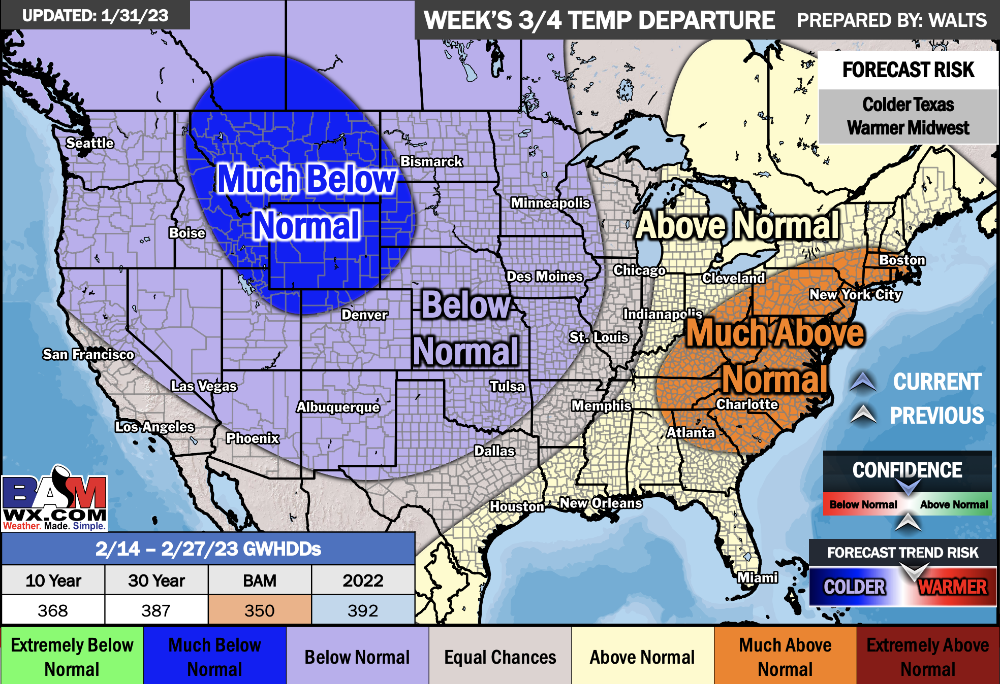 UPDATED: 1/31/23
WEEK'S 3/4 TEMP DEPARTURE
PREPARED BY: WALTS
FORECAST RISK
Colder Texas
Warmer Midwest
Seattle
Bismarck
Much Below
Normal
Minneapolis
Above Normal
Boise
Boston
Chicago
Des Moines
Cleveland
New York City
Below
Normal
Denver
Indianapolis
Much Above
Normal
St. Louis
San Francisco
Las Vegas
Tulsa
CURRENT
PREVIOUS
Albuquerque
Memphis
Charlotte
Los Angeles
Phoenix
Atlanta
Dallas
CONFIDENCE
Below Normal
Above Normal
Houston
New Orleans
BAM
WX.COM
Weather. Made. Simple.
FORECAST TREND RISK
COLDER
WARMER
Miami
2/14 – 2/27/23 GWHDDs
10 Year 30 Year BAM 2022
368 387 350 392
Extremely Below
Normal
Much Below
Normal
Below Normal
Equal Chances
Above Normal
Much Above
Normal
Extremely Above
Normal